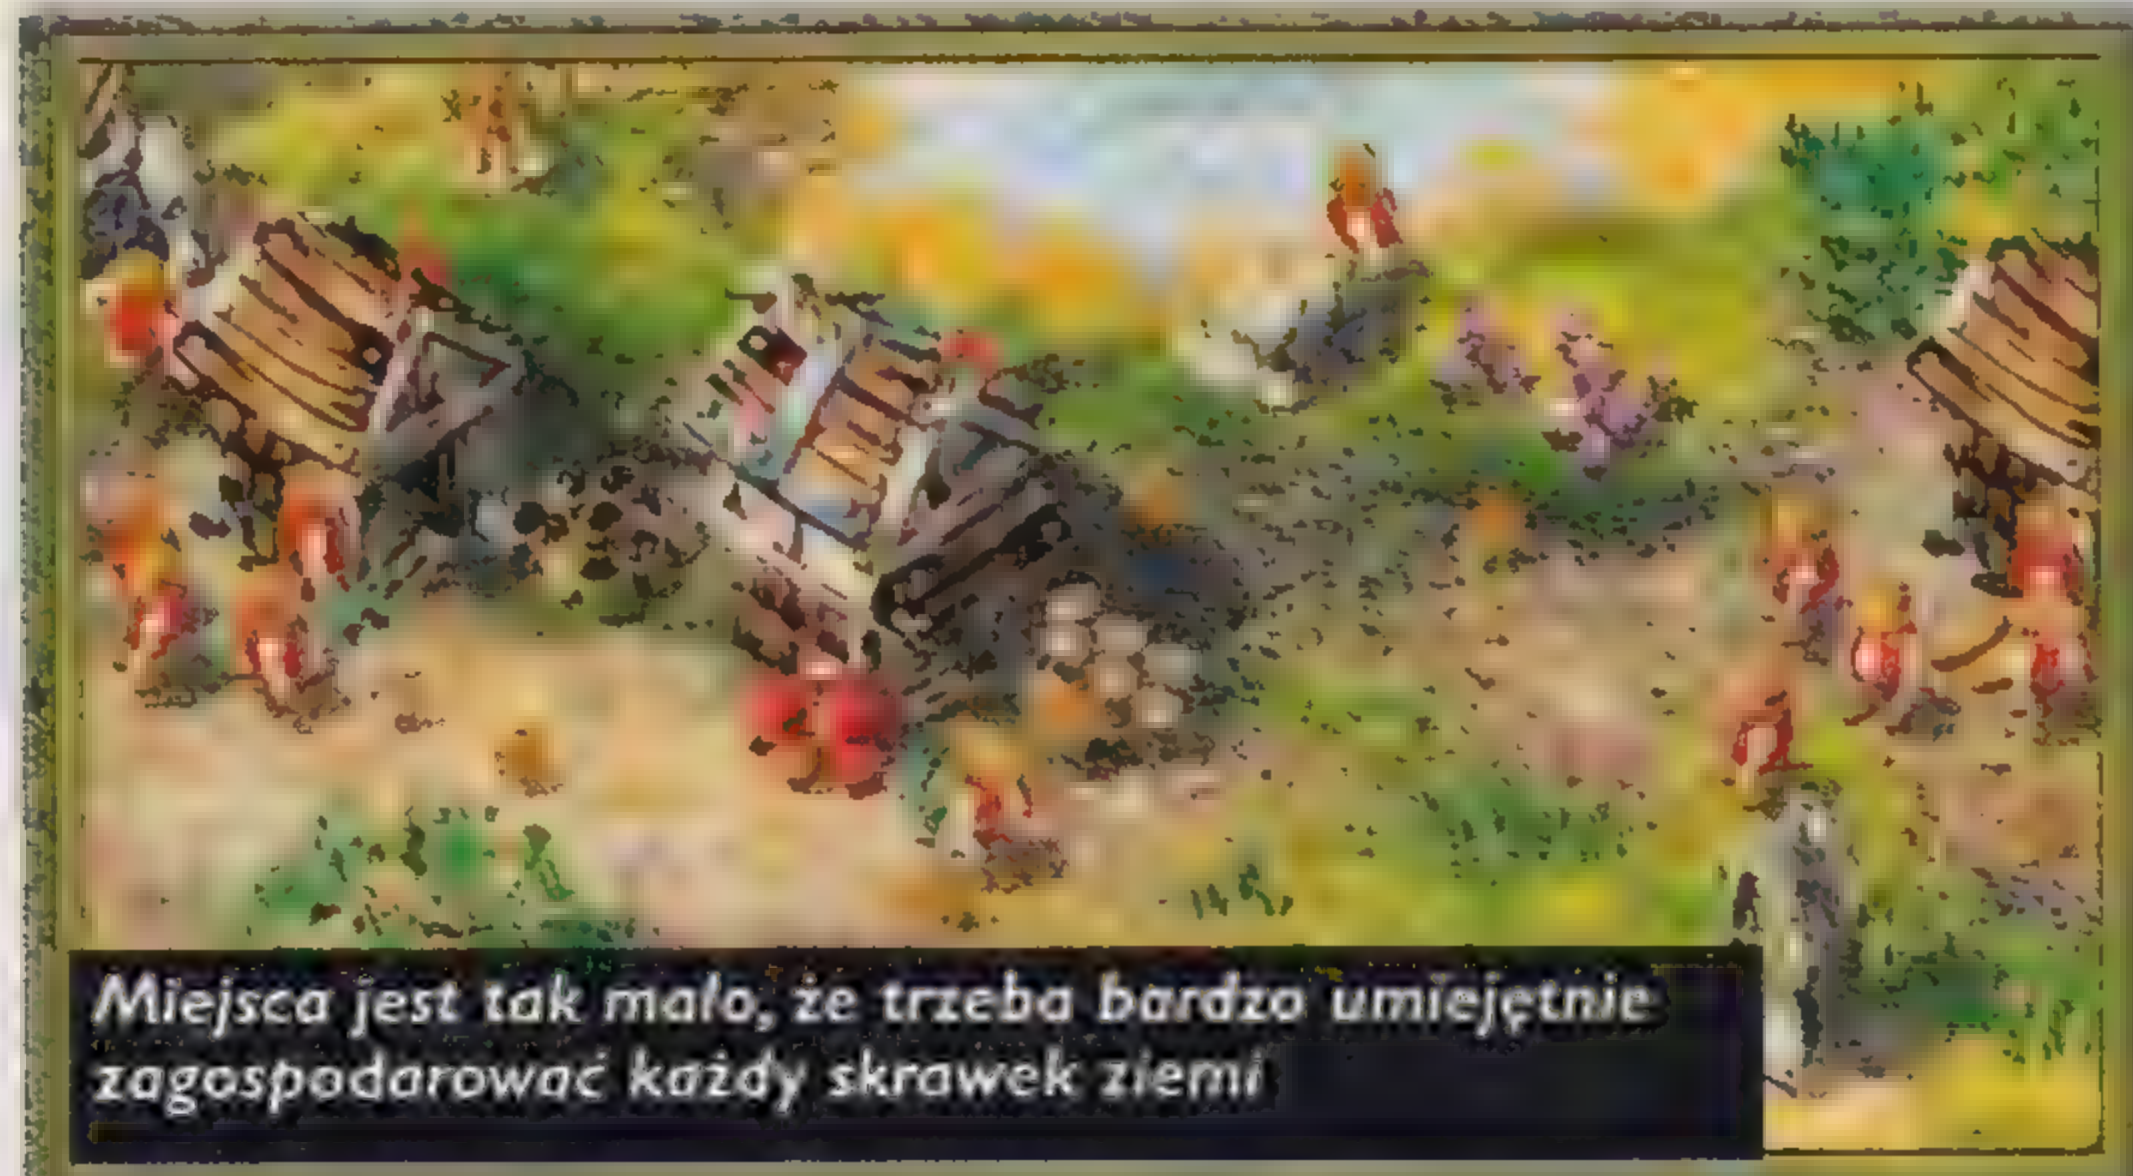 Miejsca jest tak mało, że trzeba bardzo umiejętnie
zagospodarować każdy skrawek ziemi